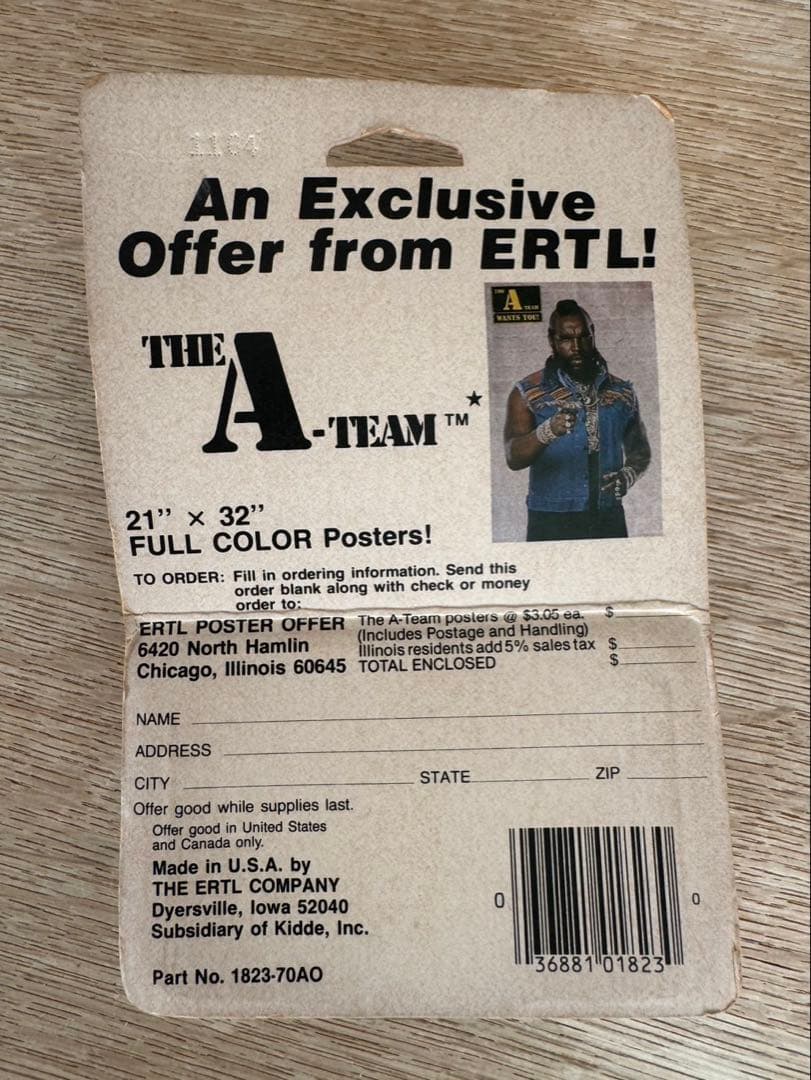 1104
An Exclusive
Offer from ERTL!
THE
A
-TEAM™*
THE A TEAM
WANTS YOU!
21" × 32"
FULL COLOR Posters!
TO ORDER: Fill in ordering information. Send this
order blank along with check or money
order to:
ERTL POSTER OFFER
6420 North Hamlin
Chicago, Illinois 60645
The A-Team posters @ $3.05 ea. $
(Includes Postage and Handling)
Illinois residents add 5% sales tax $
TOTAL ENCLOSED $
NAME
ADDRESS
CITY STATE ZIP
Offer good while supplies last.
Offer good in United States
and Canada only.
Made in U.S.A. by
THE ERTL COMPANY
Dyersville, Iowa 52040
Subsidiary of Kidde, Inc.
Part No. 1823-70AO
0 36881 01823 0